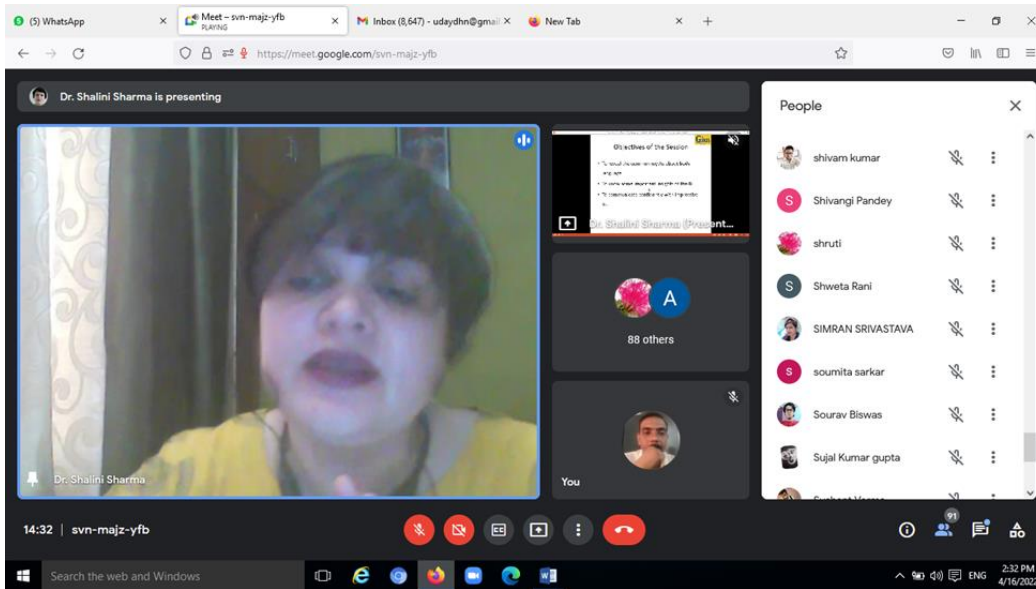 (5) WhatsApp
Meet – svn-majz-yfb
PLAYING
Inbox (8,647) - udaydhn@gmail
New Tab
https://meet.google.com/svn-majz-yfb
Dr. Shalini Sharma is presenting
Objectives of the Session
Dr. Shalini Sharma (Present...
88 others
You
Dr. Shalini Sharma
People
shivam kumar
S
Shivangi Pandey
shruti
S
Shweta Rani
SIMRAN SRIVASTAVA
s
soumita sarkar
Sourav Biswas
Sujal Kumar gupta
A
14:32 | svn-majz-yfb
91
Search the web and Windows
ENG
2:32 PM